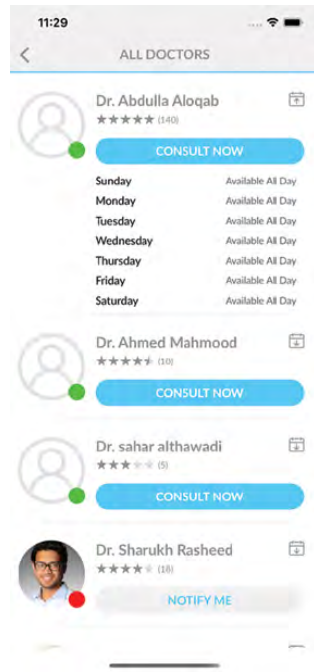 11:29
ALL DOCTORS
Dr. Abdulla Aloqab
(140)
CONSULT NOW
Sunday Available All Day
Monday Available All Day
Tuesday Available All Day
Wednesday Available All Day
Thursday Available All Day
Friday Available All Day
Saturday Available All Day
Dr. Ahmed Mahmood
(10)
CONSULT NOW
Dr. sahar althawadi
(5)
CONSULT NOW
Dr. Sharukh Rasheed
(18)
NOTIFY ME